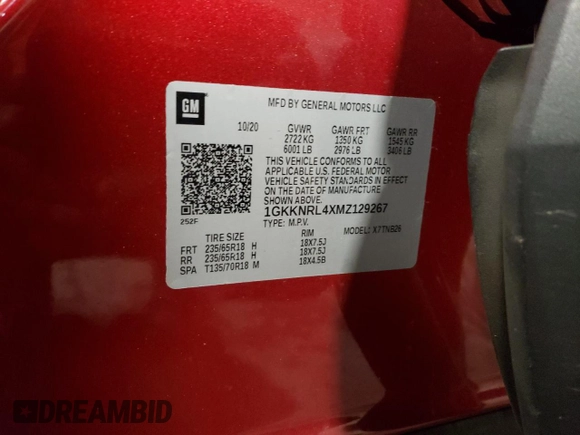 GM
MFD BY GENERAL MOTORS LLC
10/20 GVWR GAWR FRT GAWR RR
2722 KG 1350 KG 1545 KG
6001 LB 2976 LB 3406 LB
THIS VEHICLE CONFORMS TO ALL
APPLICABLE U.S. FEDERAL MOTOR
VEHICLE SAFETY STANDARDS IN EFFECT
ON THE DATE OF MANUFACTURE
SHOWN ABOVE.
1GKKNRL4XMZ129267
TYPE: M.P.V. MODEL: X7TNB26
252F
TIRE SIZE RIM
FRT 235/65R18 H 18X7.5J
RR 235/65R18 H 18X7.5J
SPA T135/70R18 M 18X4.5B
DREAMBID